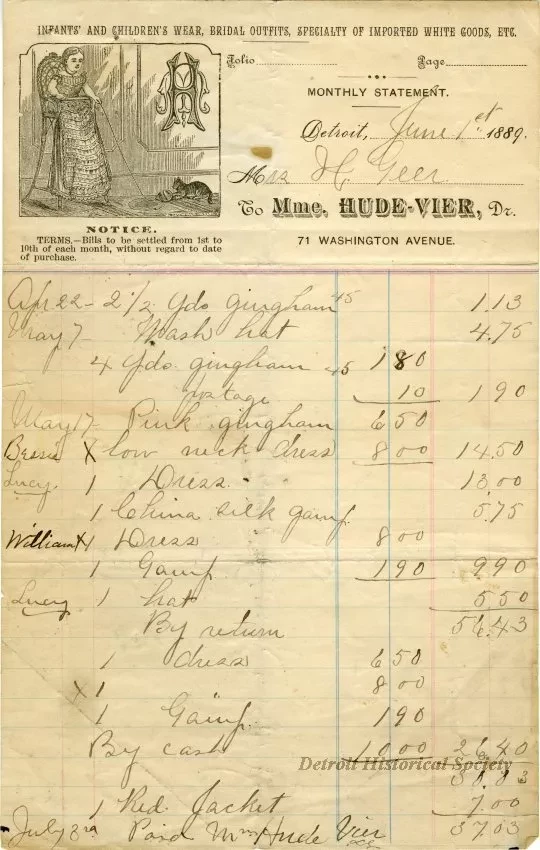 INFANTS' AND CHILDREN'S WEAR, BRIDAL OUTFITS, SPECIALTY OF IMPORTED WHITE GOODS, ETC.
Folio Page
MONTHLY STATEMENT.
Detroit, June 1st 1889.
Mrs H Geer
To Mme. HUDE-VIER, Dr.
71 WASHINGTON AVENUE.
NOTICE.
TERMS.—Bills to be settled from 1st to
10th of each month, without regard to date
of purchase.
Apr 22 - 2 1/2 yds gingham 45 1.13
May 7 - Wash hat 4.75
4 yds. gingham 45 1 80
postage 10 1 90
May 17 - Pink gingham 6 50
Bessie X low neck dress 8 00 14.50
Lucy. 1 Dress. 13.00
1 China silk gamp. 5.75
William X 1 Dress 8 00
1 Gamp 1 90 9 90
Lucy 1 hat 5 50
By return 56.43
1 dress 6 50
X 1 8 00
1 Gamp. 1 90
By cash 10 00 26.40
Detroit Historical Society
30.03
1 Red Jacket 7.00
July 3rd Paid Mme Hude Vier 37.03